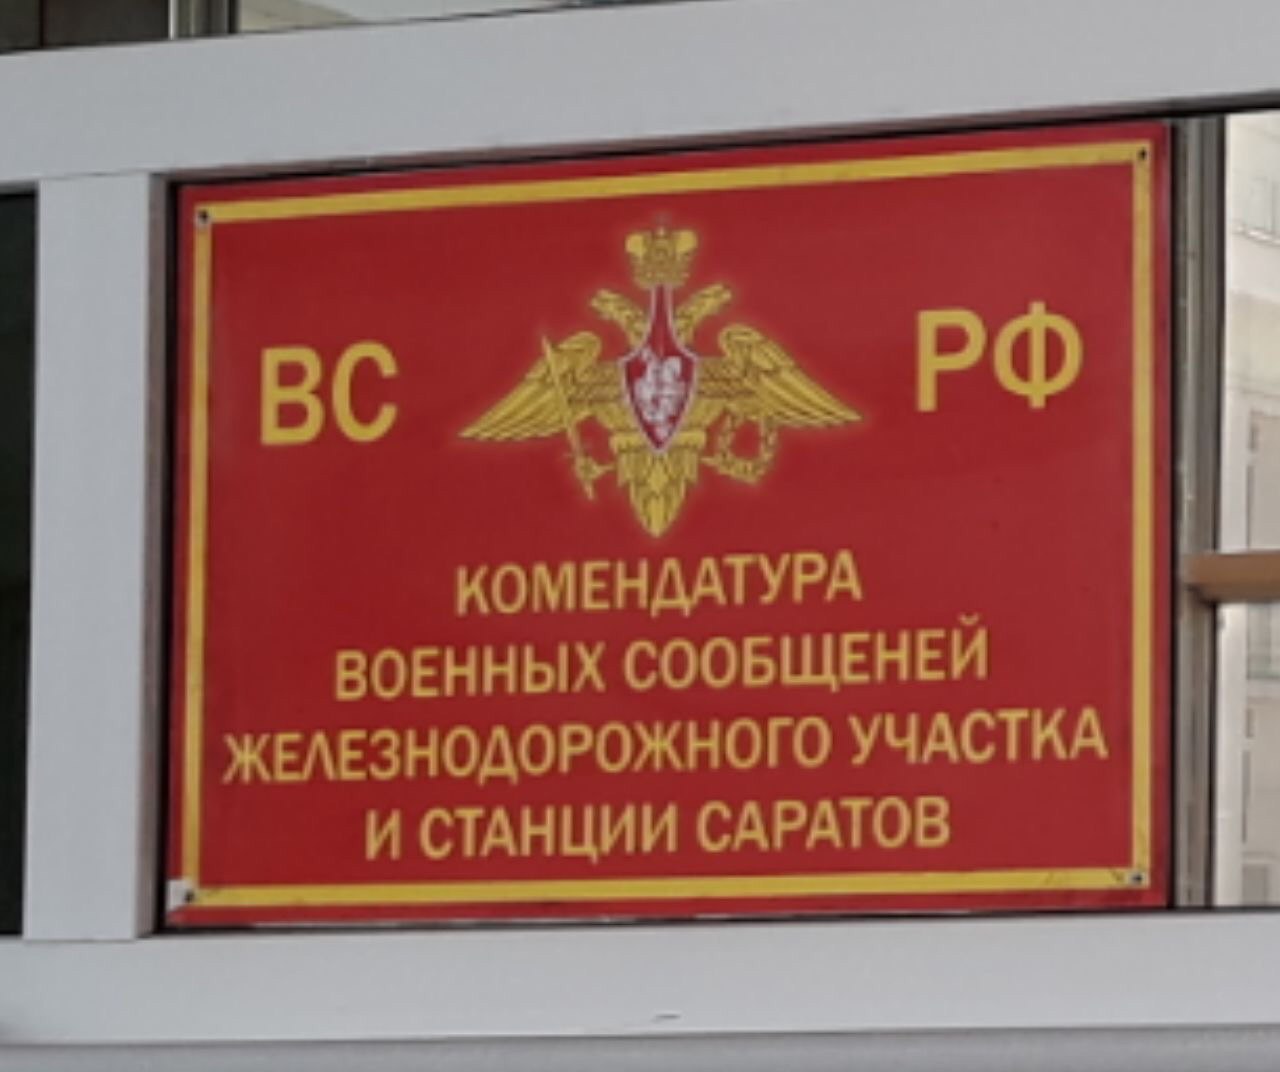 ВС РФ
КОМЕНДАТУРА
ВОЕННЫХ СООБЩЕНЕЙ
ЖЕЛЕЗНОДОРОЖНОГО УЧАСТКА
И СТАНЦИИ САРАТОВ